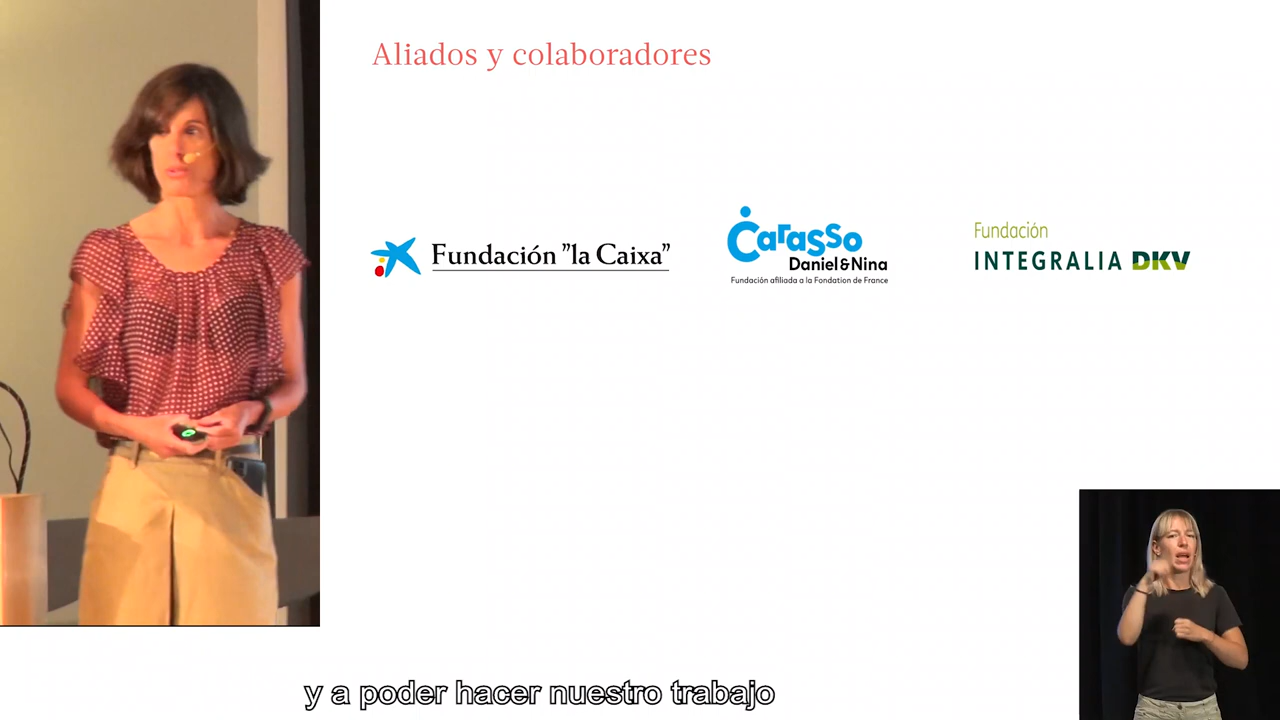 Aliados y colaboradores
Fundación "la Caixa"
Carasso
Daniel&Nina
Fundación afiliada a la Fondation de France
Fundación
INTEGRALIA DKV
y a poder hacer nuestro trabajo